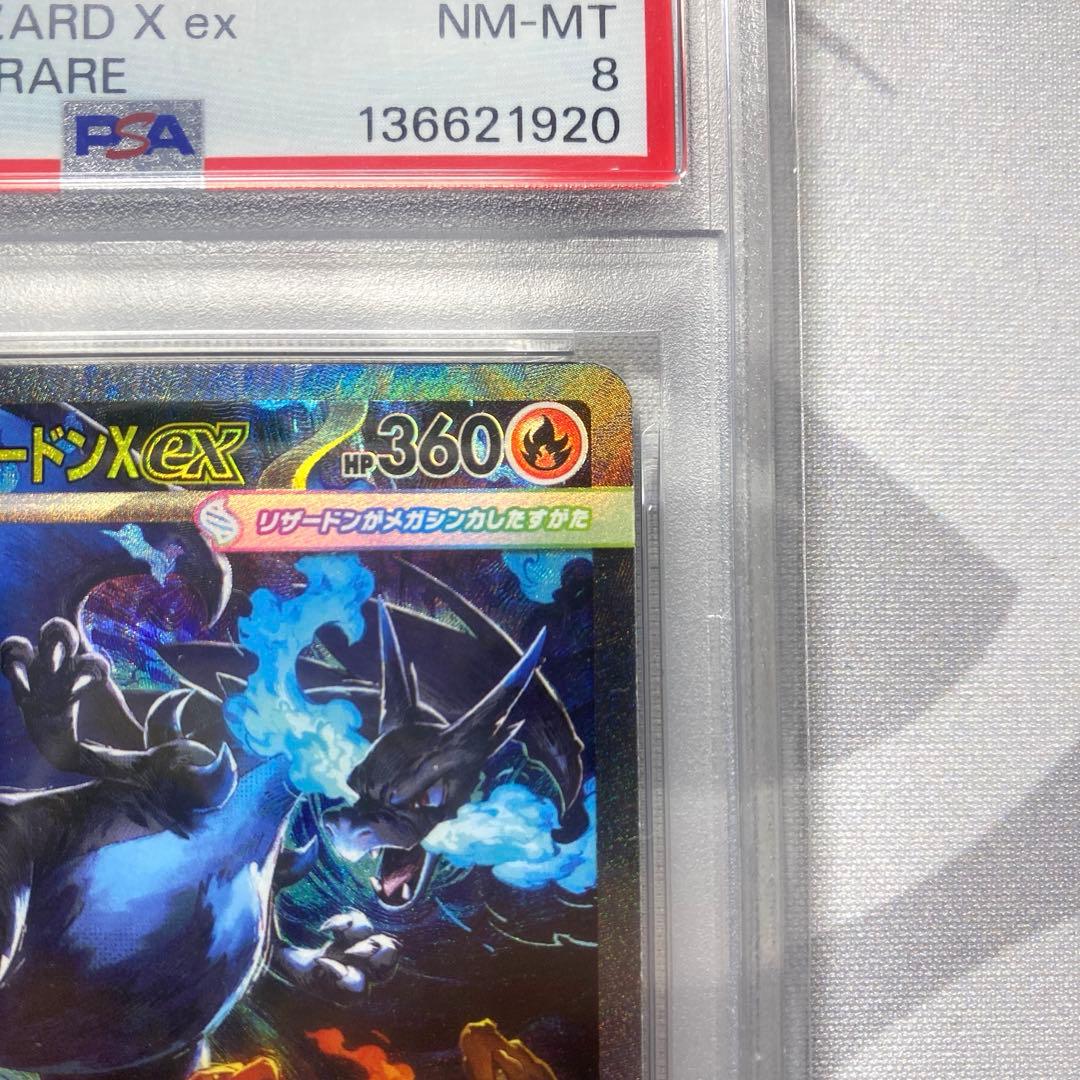 ZARD X ex NM-MT
RARE 8
PSA 136621920
ードンXex HP360
リザードンがメガシンカしたすがた